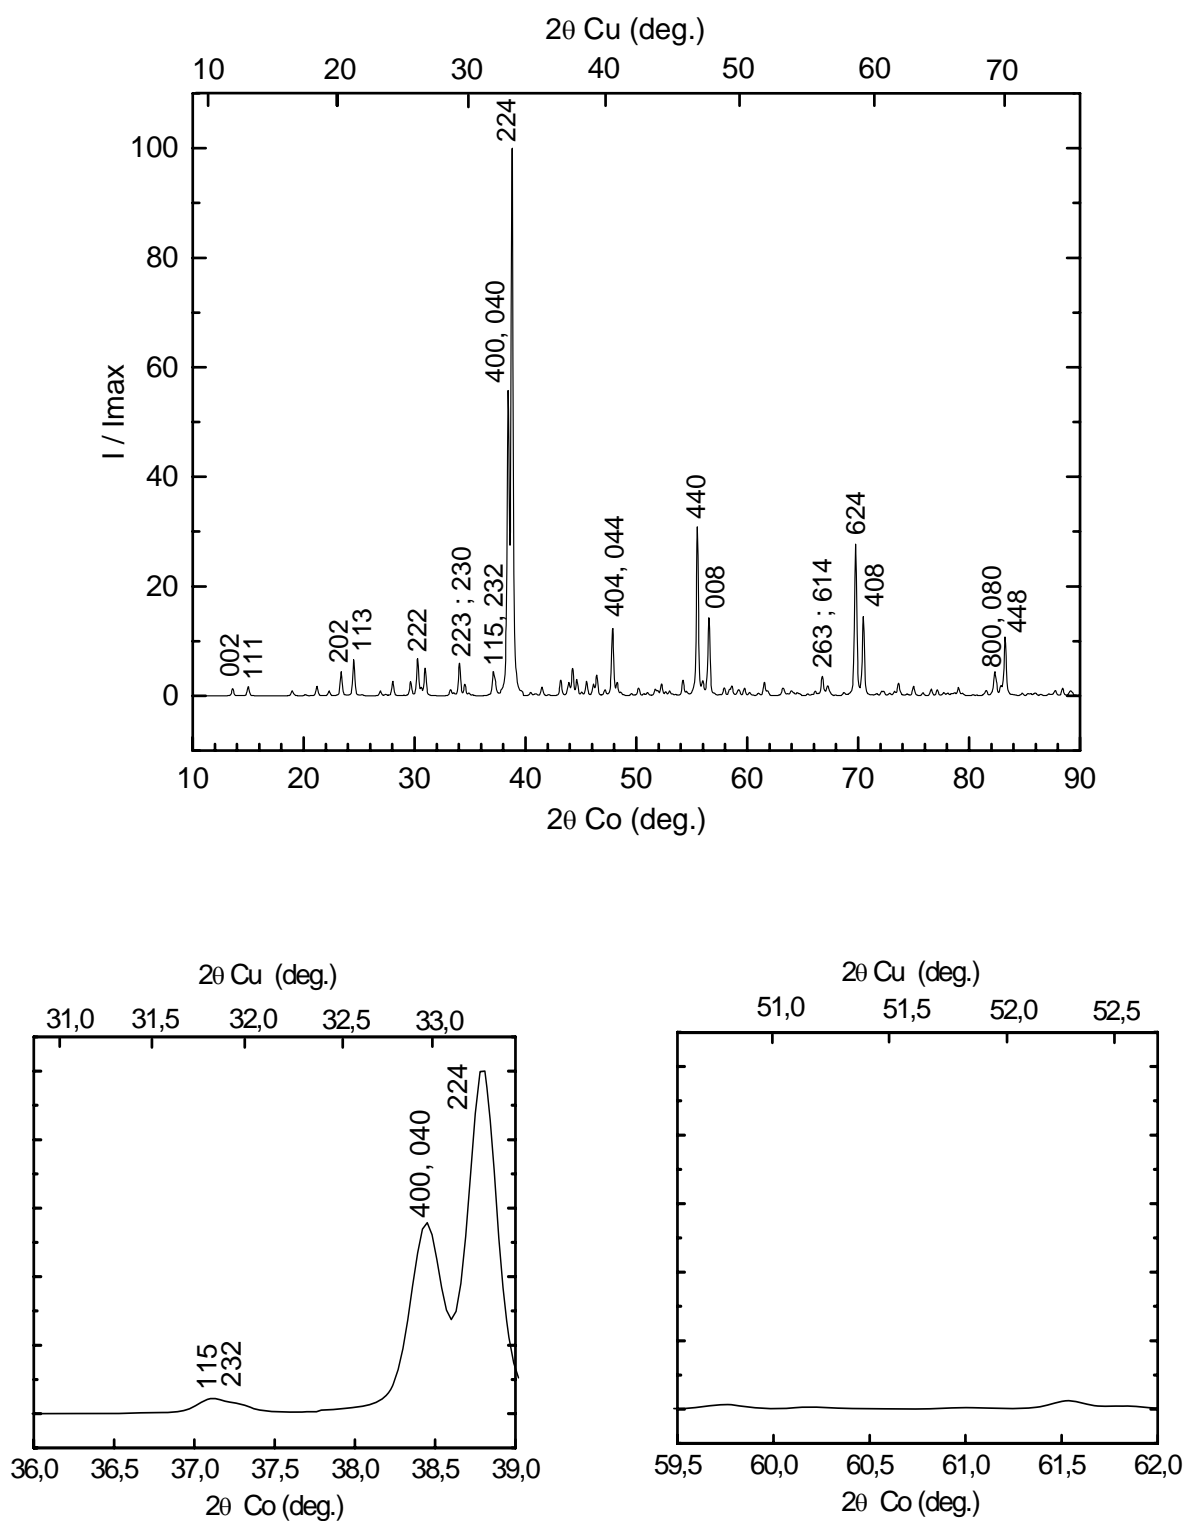 2θ Cu (deg.)
10 20 30 40 50 60 70
I / Imax
100
80
60
40
20
0
002
111
202
113
222
223 ; 230
115, 232
400, 040
224
404, 044
440
008
263 ; 614
624
408
800, 080
448
10 20 30 40 50 60 70 80 90
2θ Co (deg.)
2θ Cu (deg.)
31,0 31,5 32,0 32,5 33,0
115
232
400, 040
224
36,0 36,5 37,0 37,5 38,0 38,5 39,0
2θ Co (deg.)
2θ Cu (deg.)
51,0 51,5 52,0 52,5
59,5 60,0 60,5 61,0 61,5 62,0
2θ Co (deg.)